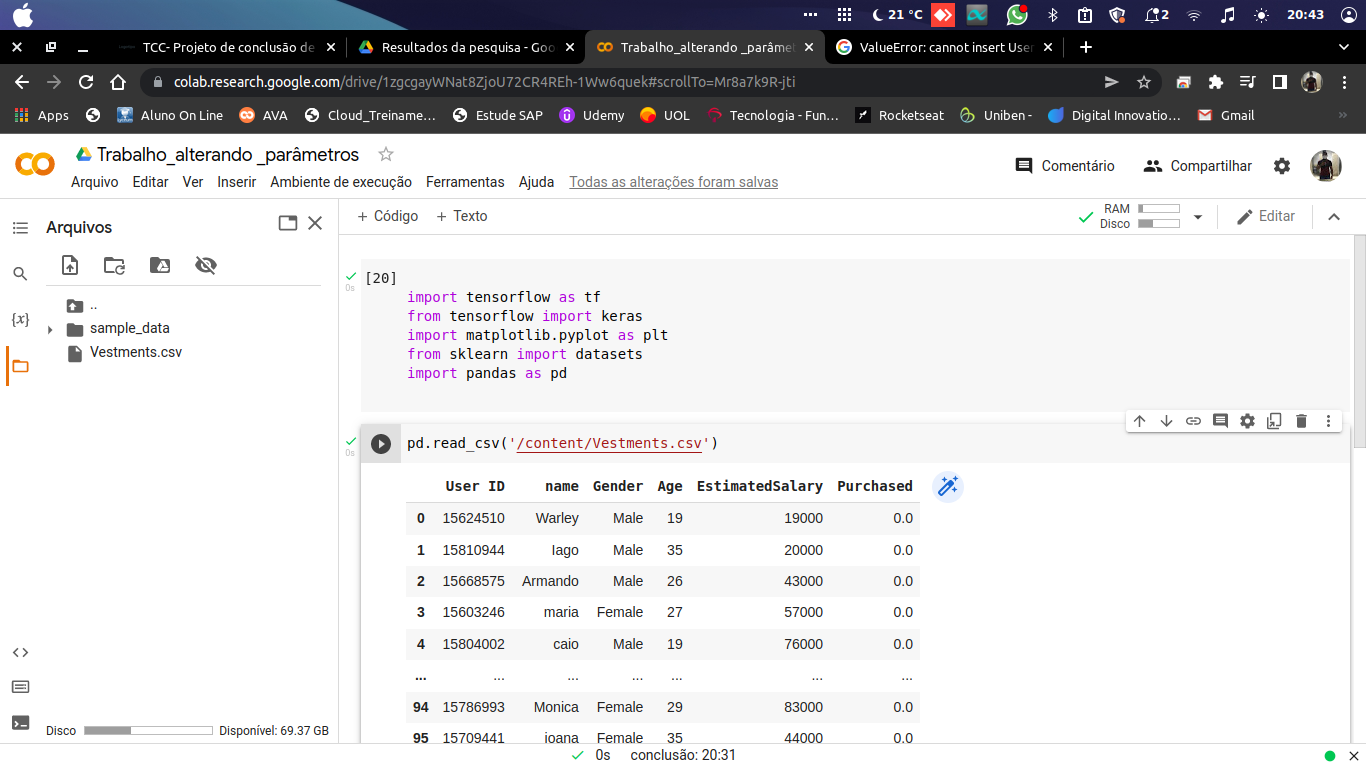 21 °C
2
20:43
TCC- Projeto de conclusão de
Resultados da pesquisa - Goo
Trabalho_alterando _parâmet
ValueError: cannot insert User
colab.research.google.com/drive/1zgcgayWNat8ZjoU72CR4REh-1Ww6quek#scrollTo=Mr8a7k9R-jti
Apps
Aluno On Line
AVA
Cloud_Treiname…
Estude SAP
Udemy
UOL
Tecnologia - Fun…
Rocketseat
Uniben -
Digital Innovatio…
Gmail
»
Trabalho_alterando _parâmetros
Arquivo Editar Ver Inserir Ambiente de execução Ferramentas Ajuda Todas as alterações foram salvas
Comentário
Compartilhar
Arquivos
+ Código + Texto
RAM
Disco
Editar
..
sample_data
Vestments.csv
{x}
<>
Disco Disponível: 69.37 GB
0s
[20]
import tensorflow as tf
from tensorflow import keras
import matplotlib.pyplot as plt
from sklearn import datasets
import pandas as pd
0s
pd.read_csv('/content/Vestments.csv')
User ID name Gender Age EstimatedSalary Purchased
0 15624510 Warley Male 19 19000 0.0
1 15810944 Iago Male 35 20000 0.0
2 15668575 Armando Male 26 43000 0.0
3 15603246 maria Female 27 57000 0.0
4 15804002 caio Male 19 76000 0.0
... ... ... ... ... ... ...
94 15786993 Monica Female 29 83000 0.0
95 15709441 joana Female 35 44000 0.0
0s conclusão: 20:31